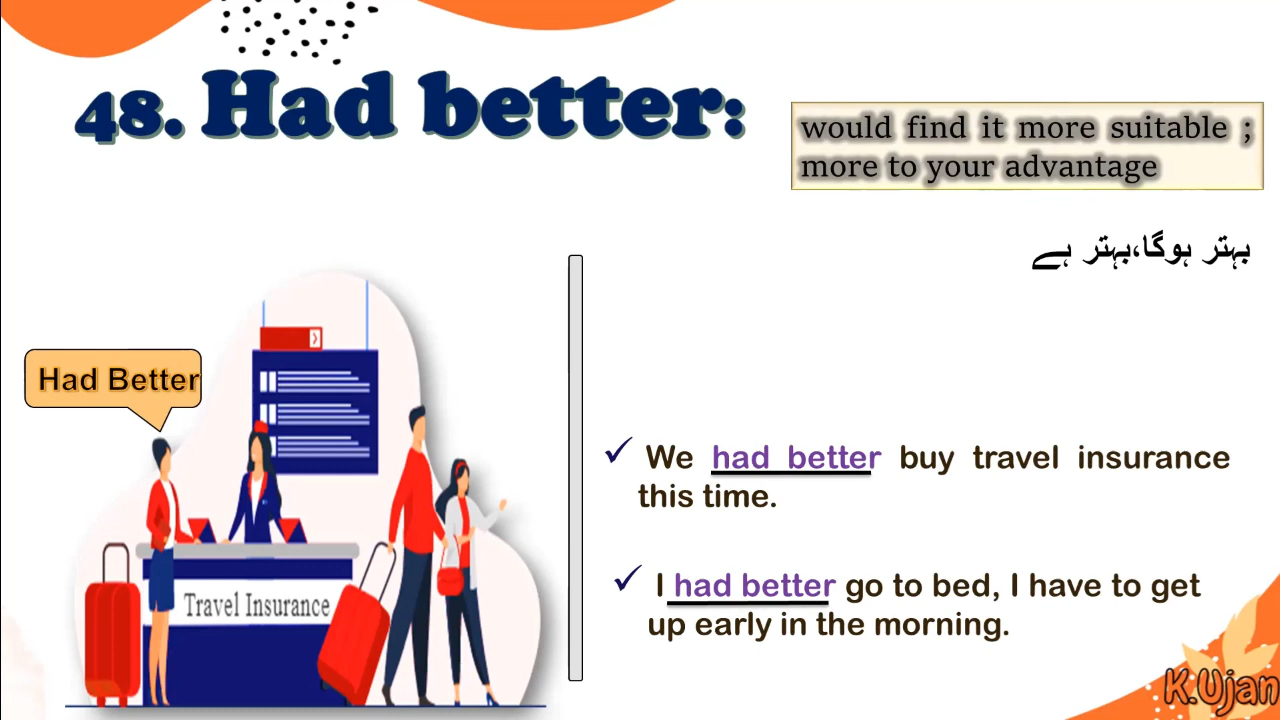 48. Had better:
would find it more suitable ;
more to your advantage
بہتر ہوگا،بہتر ہے
Had Better
Travel Insurance
We had better buy travel insurance
this time.
I had better go to bed, I have to get
up early in the morning.
K.Ujan